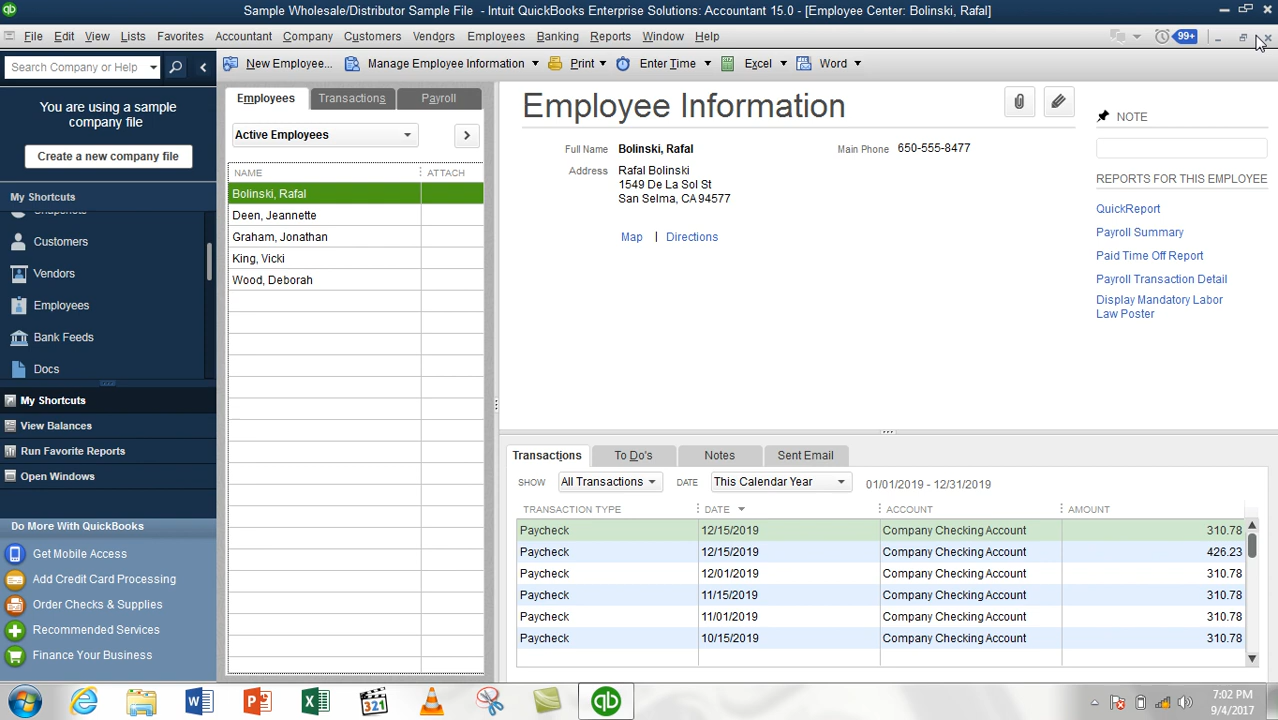 Sample Wholesale/Distributor Sample File - Intuit QuickBooks Enterprise Solutions: Accountant 15.0 - [Employee Center: Bolinski, Rafal]
File Edit View Lists Favorites Accountant Company Customers Vendors Employees Banking Reports Window Help 99+
Search Company or Help
New Employee... Manage Employee Information Print Enter Time Excel Word
You are using a sample
company file
Create a new company file
My Shortcuts
Snapshots
Customers
Vendors
Employees
Bank Feeds
Docs
My Shortcuts
View Balances
Run Favorite Reports
Open Windows
Do More With QuickBooks
Get Mobile Access
Add Credit Card Processing
Order Checks & Supplies
Recommended Services
Finance Your Business
Employees Transactions Payroll
Active Employees
NAME ATTACH
Bolinski, Rafal
Deen, Jeannette
Graham, Jonathan
King, Vicki
Wood, Deborah
Employee Information
Full Name Bolinski, Rafal
Address Rafal Bolinski
1549 De La Sol St
San Selma, CA 94577
Map | Directions
Main Phone 650-555-8477
NOTE
REPORTS FOR THIS EMPLOYEE
QuickReport
Payroll Summary
Paid Time Off Report
Payroll Transaction Detail
Display Mandatory Labor
Law Poster
Transactions To Do's Notes Sent Email
SHOW All Transactions DATE This Calendar Year 01/01/2019 - 12/31/2019
TRANSACTION TYPE DATE ACCOUNT AMOUNT
Paycheck 12/15/2019 Company Checking Account 310.78
Paycheck 12/15/2019 Company Checking Account 426.23
Paycheck 12/01/2019 Company Checking Account 310.78
Paycheck 11/15/2019 Company Checking Account 310.78
Paycheck 11/01/2019 Company Checking Account 310.78
Paycheck 10/15/2019 Company Checking Account 310.78
321
7:02 PM
9/4/2017